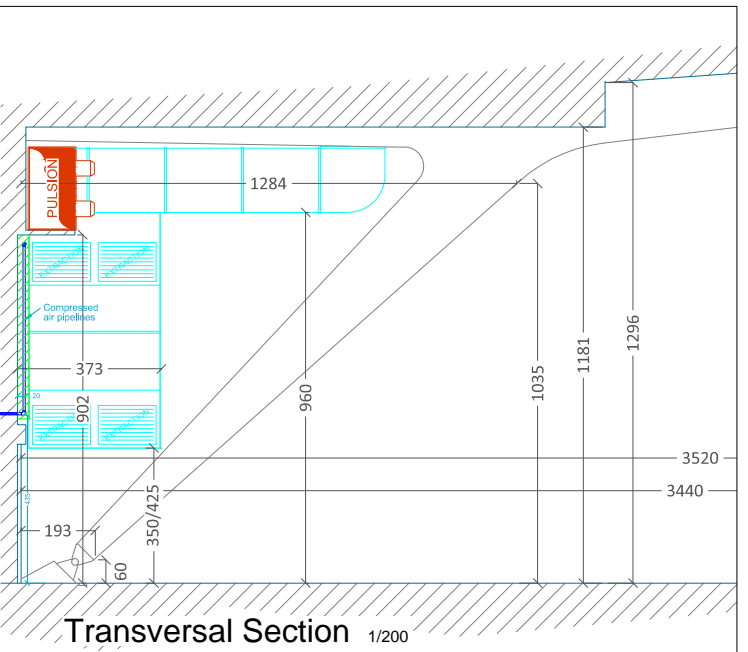 PULSION
1284
EXTRACTION EXTRACTION
Compressed
air pipelines
373
20
902
960
1035
1181
1296
EXTRACTION EXTRACTION
3520
3440
435
350/425
193
60
Transversal Section 1/200